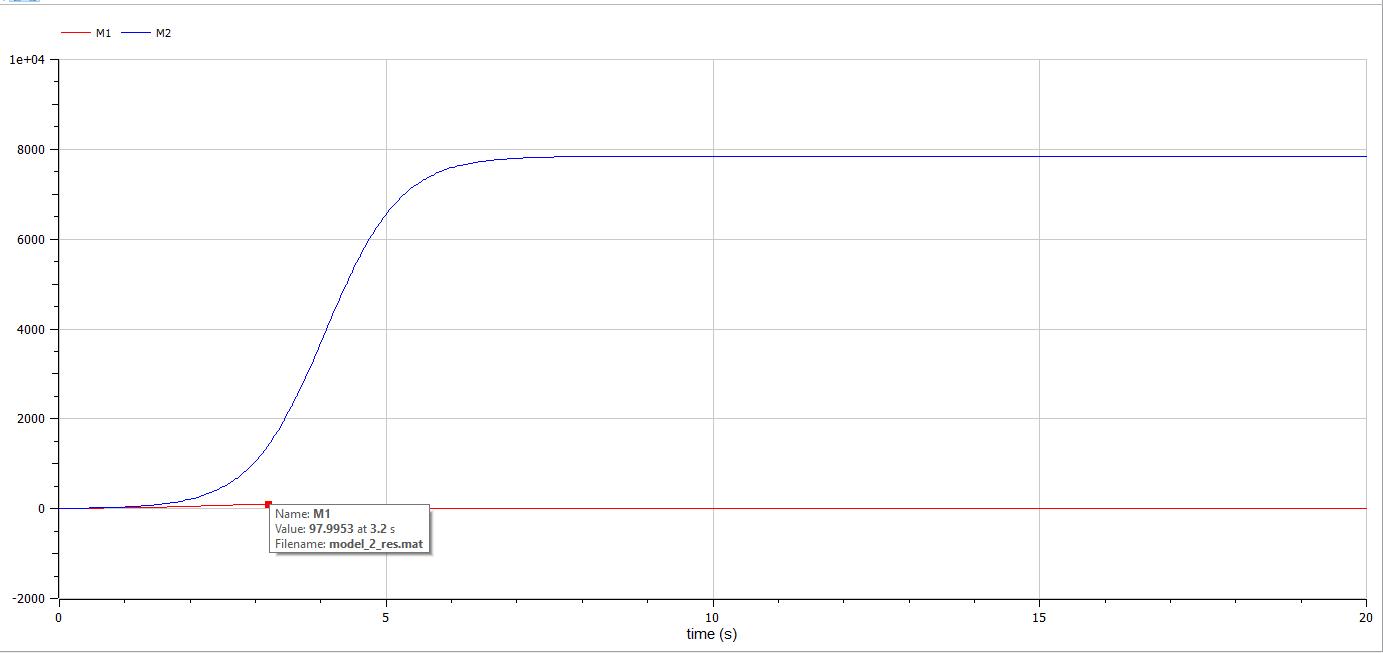 M1 M2
1e+04
8000
6000
4000
2000
0
-2000
Name: M1
Value: 97.9953 at 3.2 s
Filename: model_2_res.mat
0 5 10 15 20
time (s)